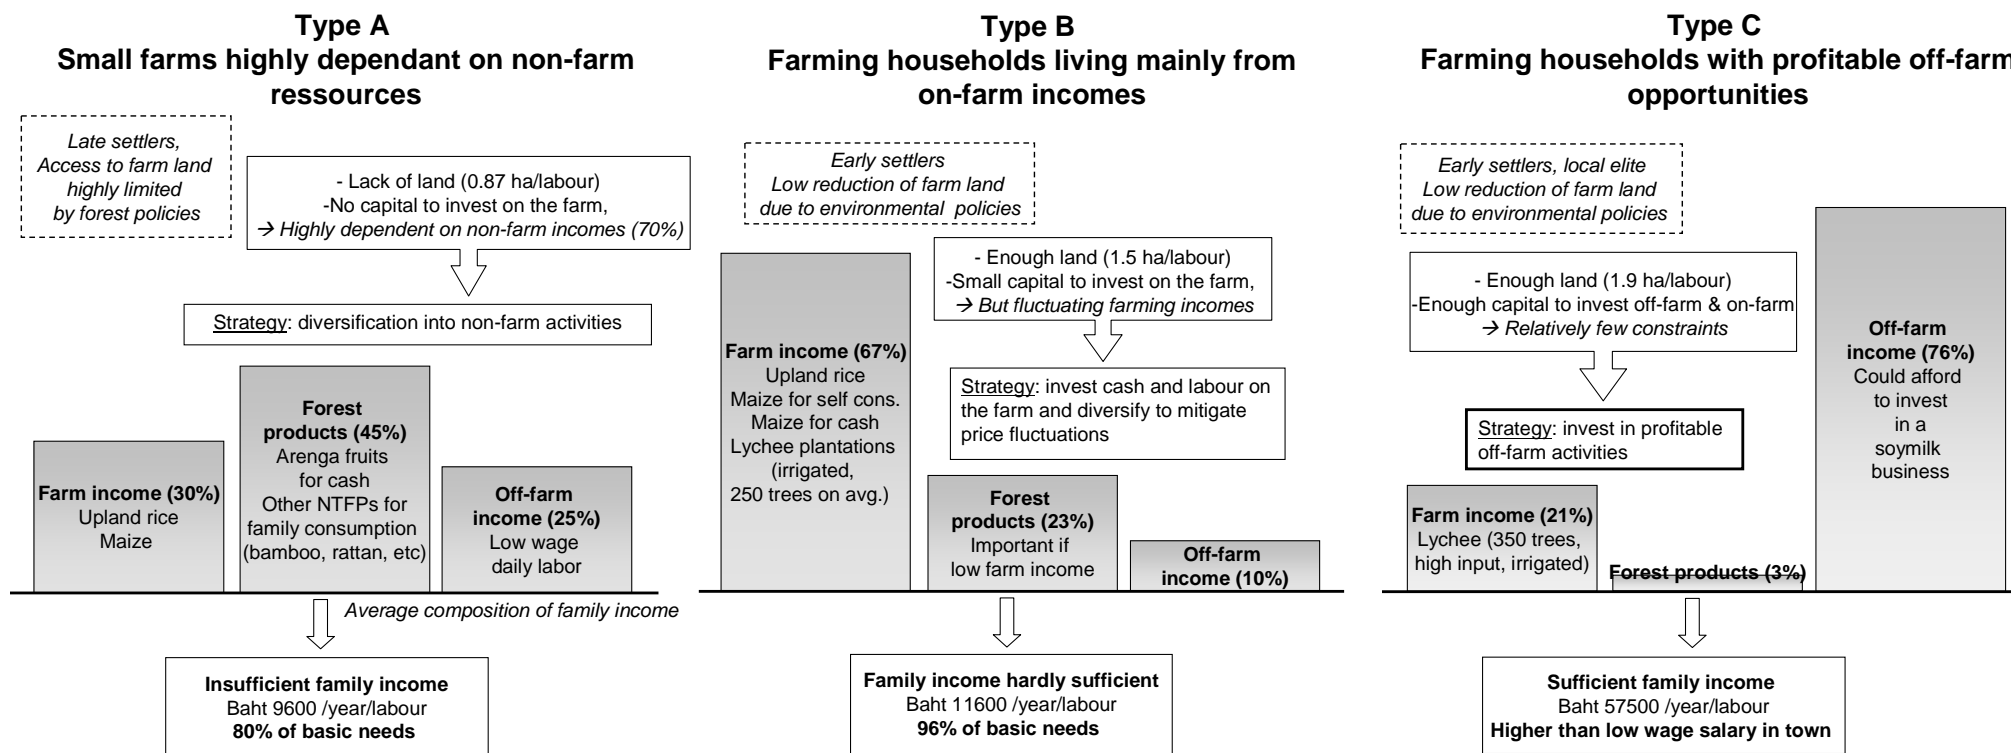 Type A
Small farms highly dependant on non-farm
ressources
Late settlers,
Access to farm land
highly limited
by forest policies
- Lack of land (0.87 ha/labour)
-No capital to invest on the farm,
→ Highly dependent on non-farm incomes (70%)
Strategy: diversification into non-farm activities
Farm income (30%)
Upland rice
Maize
Forest
products (45%)
Arenga fruits
for cash
Other NTFPs for
family consumption
(bamboo, rattan, etc)
Off-farm
income (25%)
Low wage
daily labor
Average composition of family income
Insufficient family income
Baht 9600 /year/labour
80% of basic needs
Type B
Farming households living mainly from
on-farm incomes
Early settlers
Low reduction of farm land
due to environmental policies
- Enough land (1.5 ha/labour)
-Small capital to invest on the farm,
→ But fluctuating farming incomes
Strategy: invest cash and labour on
the farm and diversify to mitigate
price fluctuations
Farm income (67%)
Upland rice
Maize for self cons.
Maize for cash
Lychee plantations
(irrigated,
250 trees on avg.)
Forest
products (23%)
Important if
low farm income
Off-farm
income (10%)
Family income hardly sufficient
Baht 11600 /year/labour
96% of basic needs
Type C
Farming households with profitable off-farm
opportunities
Early settlers, local elite
Low reduction of farm land
due to environmental policies
- Enough land (1.9 ha/labour)
-Enough capital to invest off-farm & on-farm
→ Relatively few constraints
Strategy: invest in profitable
off-farm activities
Farm income (21%)
Lychee (350 trees,
high input, irrigated)
Forest products (3%)
Off-farm
income (76%)
Could afford
to invest
in a
soymilk
business
Sufficient family income
Baht 57500 /year/labour
Higher than low wage salary in town